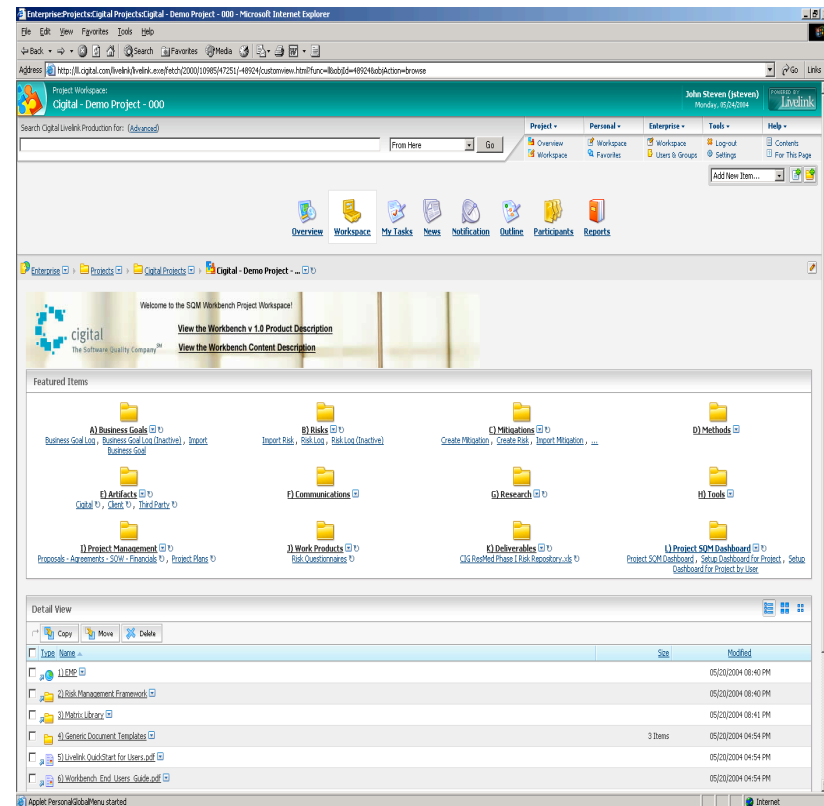 Enterprise:Projects:Cigital Projects:Cigital - Demo Project - 000 - Microsoft Internet Explorer
File Edit View Favorites Tools Help
Back Search Favorites Media
Address http://ll.cigital.com/livelink/livelink.exe/fetch/2000/10985/47251/-48924/customview.html?func=ll&objId=48924&objAction=browse Go Links
Project Workspace:
Cigital - Demo Project - 000
John Steven (jsteven)
Monday, 05/24/2004
POWERED BY
Livelink
Search Cigital Livelink Production for: (Advanced)
From Here Go
Project Personal Enterprise Tools Help
Overview Workspace Workspace Log-out Contents
Workspace Favorites Users & Groups Settings For This Page
Add New Item...
Overview Workspace My Tasks News Notification Outline Participants Reports
Enterprise Projects Cigital Projects Cigital - Demo Project - ...
Welcome to the SQM Workbench Project Workspace!
View the Workbench v 1.0 Product Description
View the Workbench Content Description
cigital
The Software Quality Company SM
Featured Items
A) Business Goals
Business Goal Log , Business Goal Log (Inactive) , Import
Business Goal
B) Risks
Import Risk , Risk Log , Risk Log (Inactive)
C) Mitigations
Create Mitigation , Create Risk , Import Mitigation , ...
D) Methods
E) Artifacts
Cigital , Client , Third Party
F) Communications
G) Research
H) Tools
I) Project Management
Proposals - Agreements - SOW - Financials , Project Plans
J) Work Products
Risk Questionnaires
K) Deliverables
CIG ResMed Phase I Risk Repository.xls
L) Project SQM Dashboard
Project SQM Dashboard , Setup Dashboard for Project , Setup
Dashboard for Project by User
Detail View
Copy Move Delete
Type Name Size Modified
1) EMP 05/20/2004 08:40 PM
2) Risk Management Framework 05/20/2004 08:40 PM
3) Matrix Library 05/20/2004 08:41 PM
4) Generic Document Templates 3 Items 05/20/2004 04:54 PM
5) Livelink QuickStart for Users.pdf 05/20/2004 04:54 PM
6) Workbench End Users Guide.pdf 05/20/2004 04:54 PM
Applet PersonalGlobalMenu started Internet